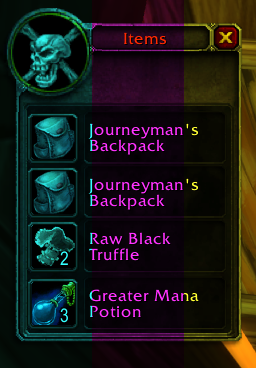 Items
Journeyman's
Backpack
Journeyman's
Backpack
Raw Black
Truffle
2
Greater Mana
Potion
3